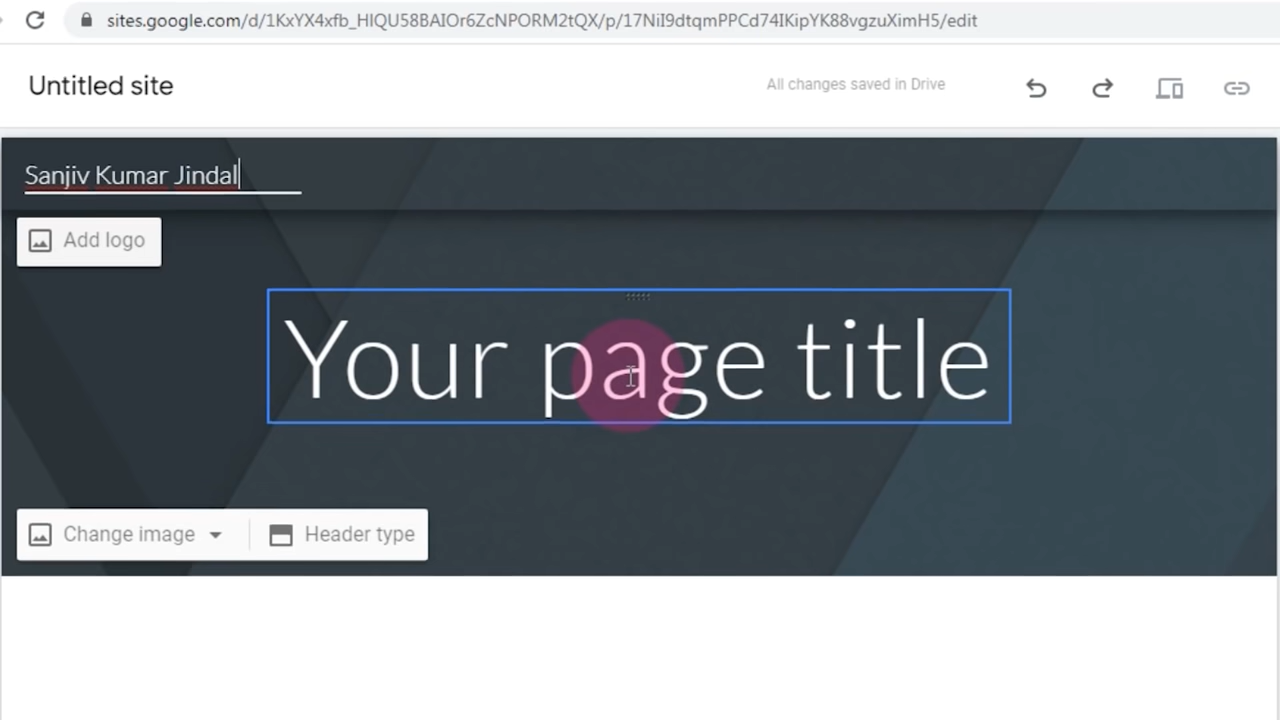 sites.google.com/d/1KxYX4xfb_HIQU58BAIOr6ZcNPORM2tQX/p/17NiI9dtqmPPCd74IKipYK88vgzuXimH5/edit
Untitled site
All changes saved in Drive
Sanjiv Kumar Jindal
Add logo
Your page title
Change image
Header type